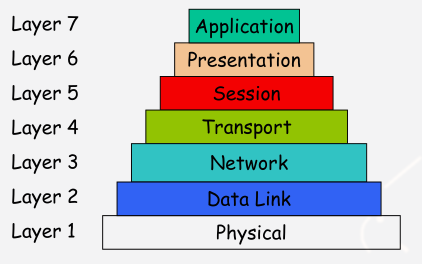 Layer 7 Application
Layer 6 Presentation
Layer 5 Session
Layer 4 Transport
Layer 3 Network
Layer 2 Data Link
Layer 1 Physical